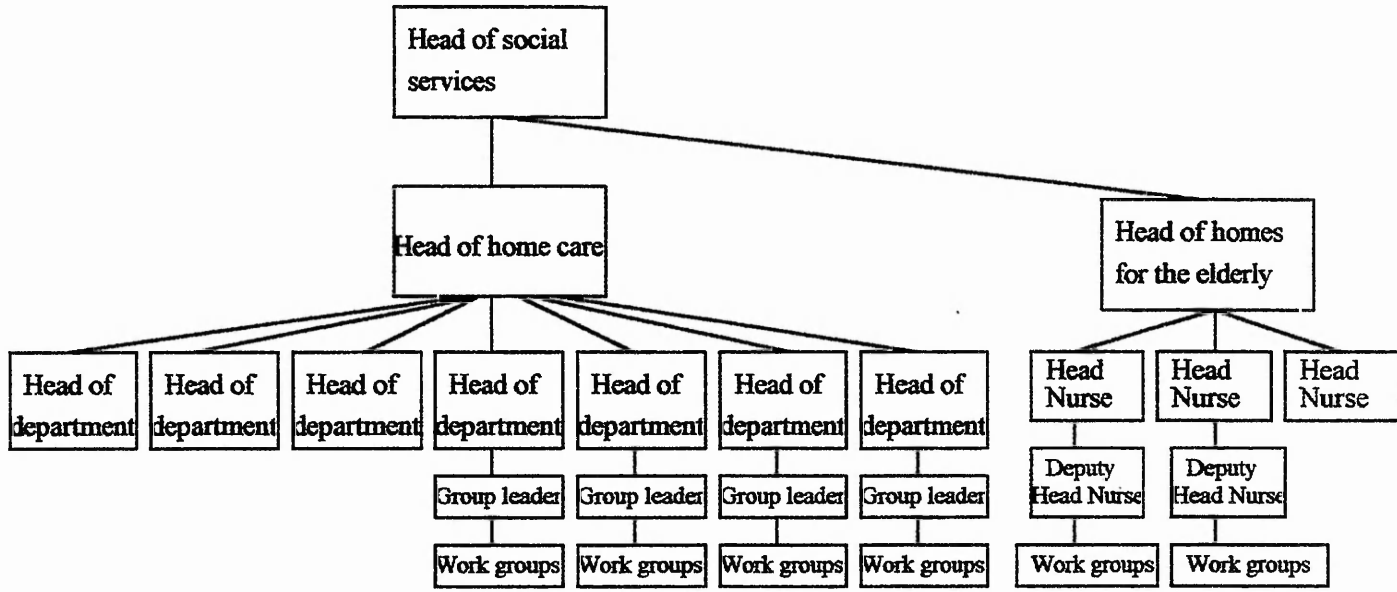 Head of social
services
Head of home care
Head of homes
for the elderly
Head of
department
Head of
department
Head of
department
Head of
department
Head of
department
Head of
department
Head of
department
Head
Nurse
Head
Nurse
Head
Nurse
Group leader
Group leader
Group leader
Group leader
Deputy
Head Nurse
Deputy
Head Nurse
Work groups
Work groups
Work groups
Work groups
Work groups
Work groups